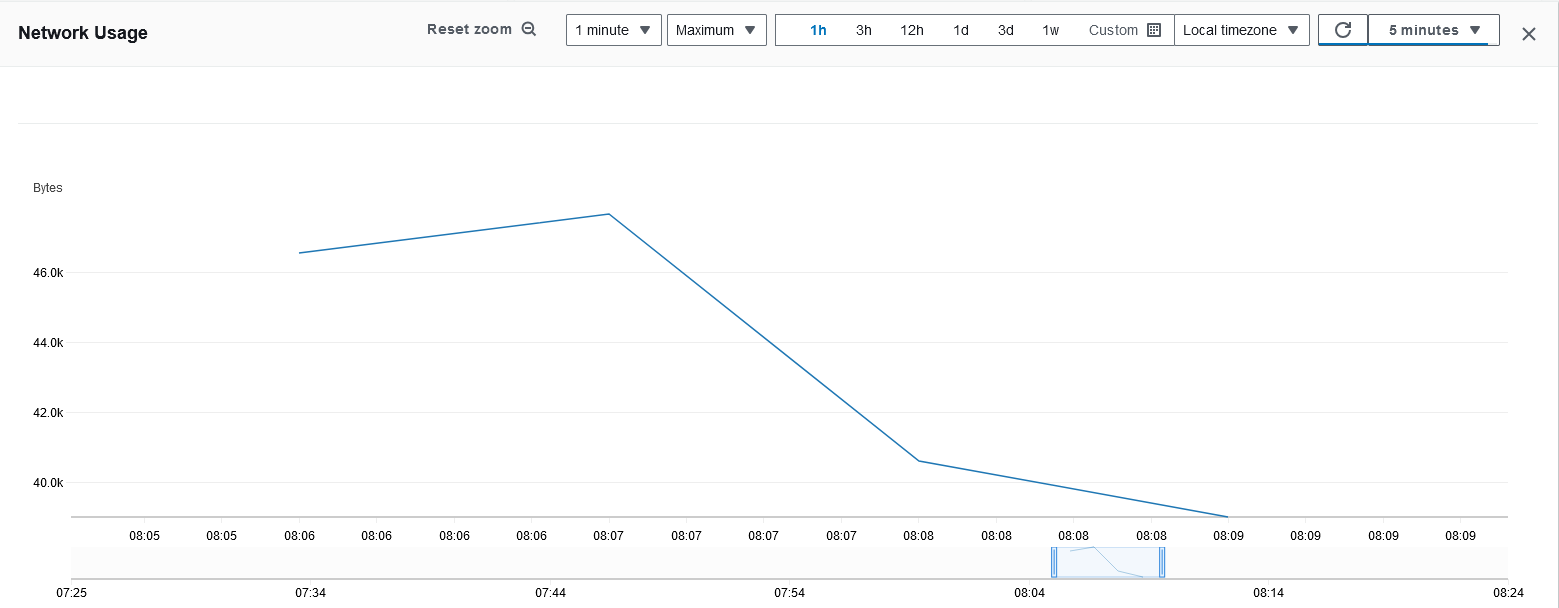 Network Usage
Reset zoom
1 minute
Maximum
1h 3h 12h 1d 3d 1w Custom
Local timezone
5 minutes
Bytes
46.0k
44.0k
42.0k
40.0k
08:05 08:05 08:06 08:06 08:06 08:06 08:07 08:07 08:07 08:07 08:08 08:08 08:08 08:08 08:09 08:09 08:09 08:09
07:25 07:34 07:44 07:54 08:04 08:14 08:24